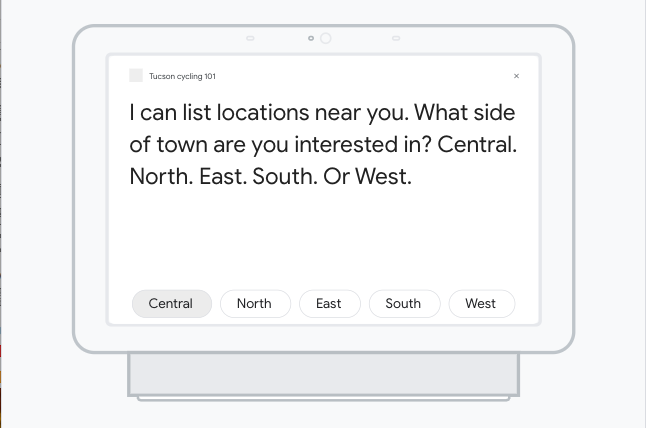 Tucson cycling 101 ×
I can list locations near you. What side
of town are you interested in? Central.
North. East. South. Or West.
Central North East South West